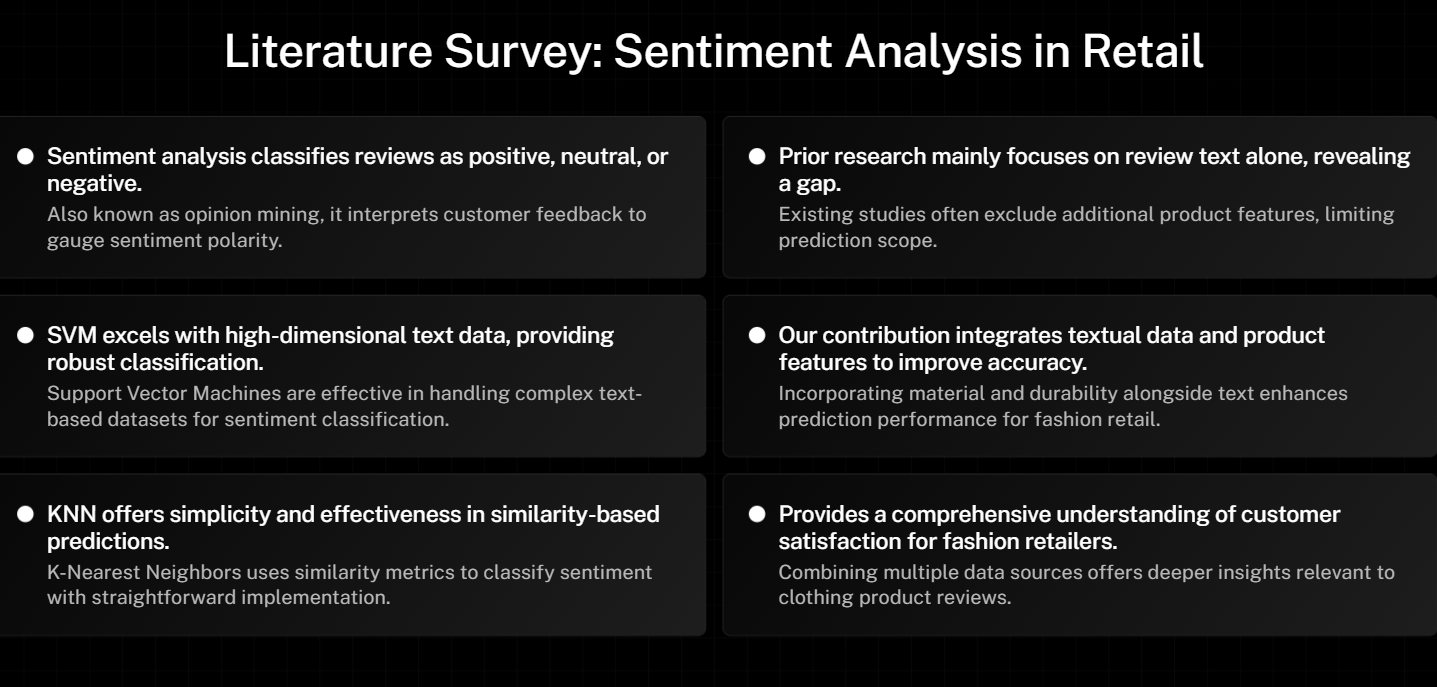 Literature Survey: Sentiment Analysis in Retail
Sentiment analysis classifies reviews as positive, neutral, or
negative.
Also known as opinion mining, it interprets customer feedback to
gauge sentiment polarity.
SVM excels with high-dimensional text data, providing
robust classification.
Support Vector Machines are effective in handling complex text-
based datasets for sentiment classification.
KNN offers simplicity and effectiveness in similarity-based
predictions.
K-Nearest Neighbors uses similarity metrics to classify sentiment
with straightforward implementation.
Prior research mainly focuses on review text alone, revealing
a gap.
Existing studies often exclude additional product features, limiting
prediction scope.
Our contribution integrates textual data and product
features to improve accuracy.
Incorporating material and durability alongside text enhances
prediction performance for fashion retail.
Provides a comprehensive understanding of customer
satisfaction for fashion retailers.
Combining multiple data sources offers deeper insights relevant to
clothing product reviews.